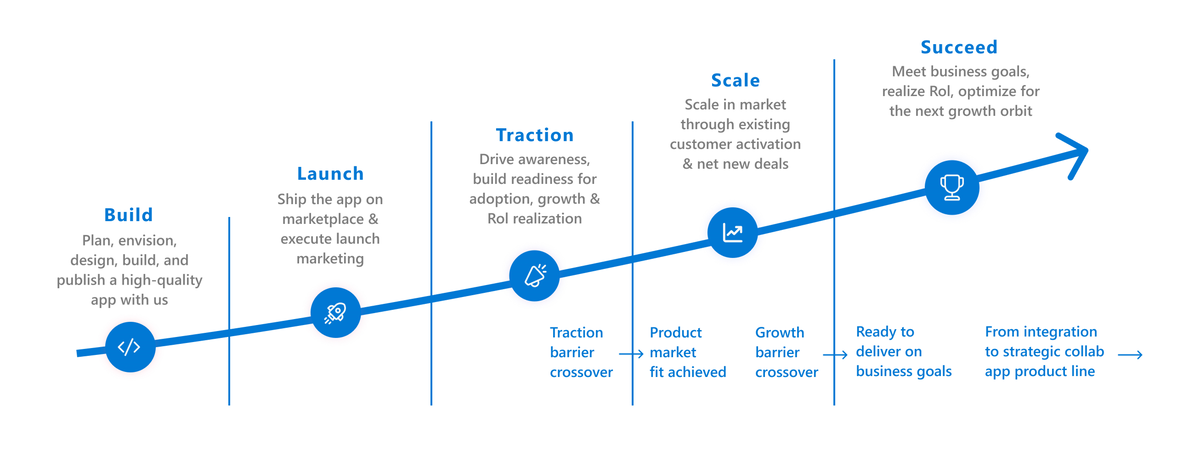 Build
Plan, envision,
design, build, and
publish a high-quality
app with us
Launch
Ship the app on
marketplace &
execute launch
marketing
Traction
Drive awareness,
build readiness for
adoption, growth &
RoI realization
Scale
Scale in market
through existing
customer activation
& net new deals
Succeed
Meet business goals,
realize RoI, optimize for
the next growth orbit
Traction
barrier
crossover
Product
market
fit achieved
Growth
barrier
crossover
Ready to
deliver on
business goals
From integration
to strategic collab
app product line